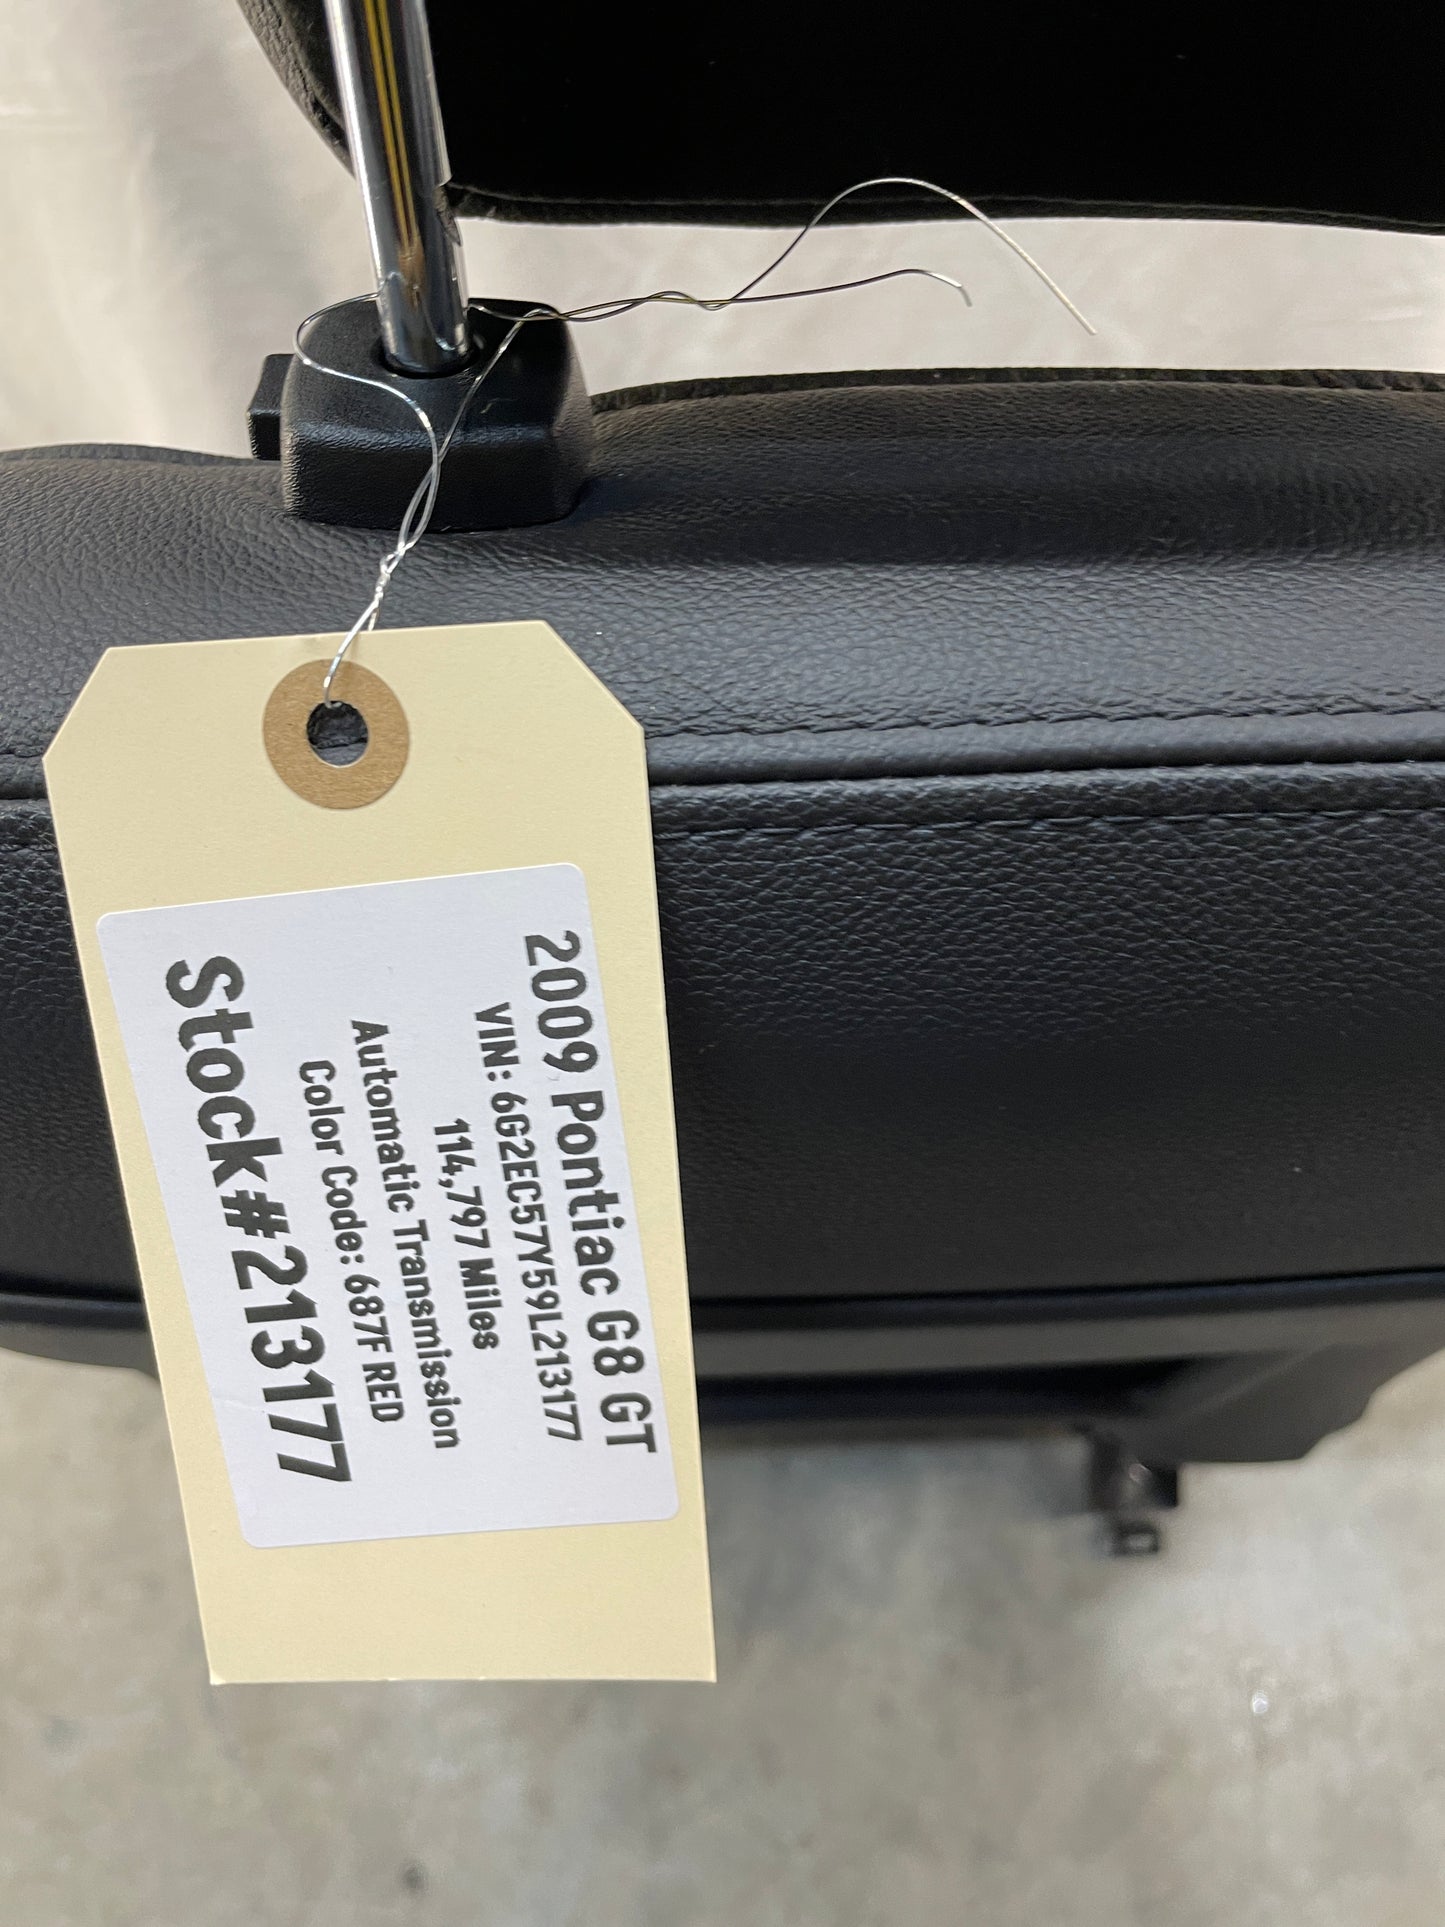 2009 Pontiac G8 GT
VIN: 6G2EC57Y59L213177
114,797 Miles
Automatic Transmission
Color Code: 687F RED
Stock#213177